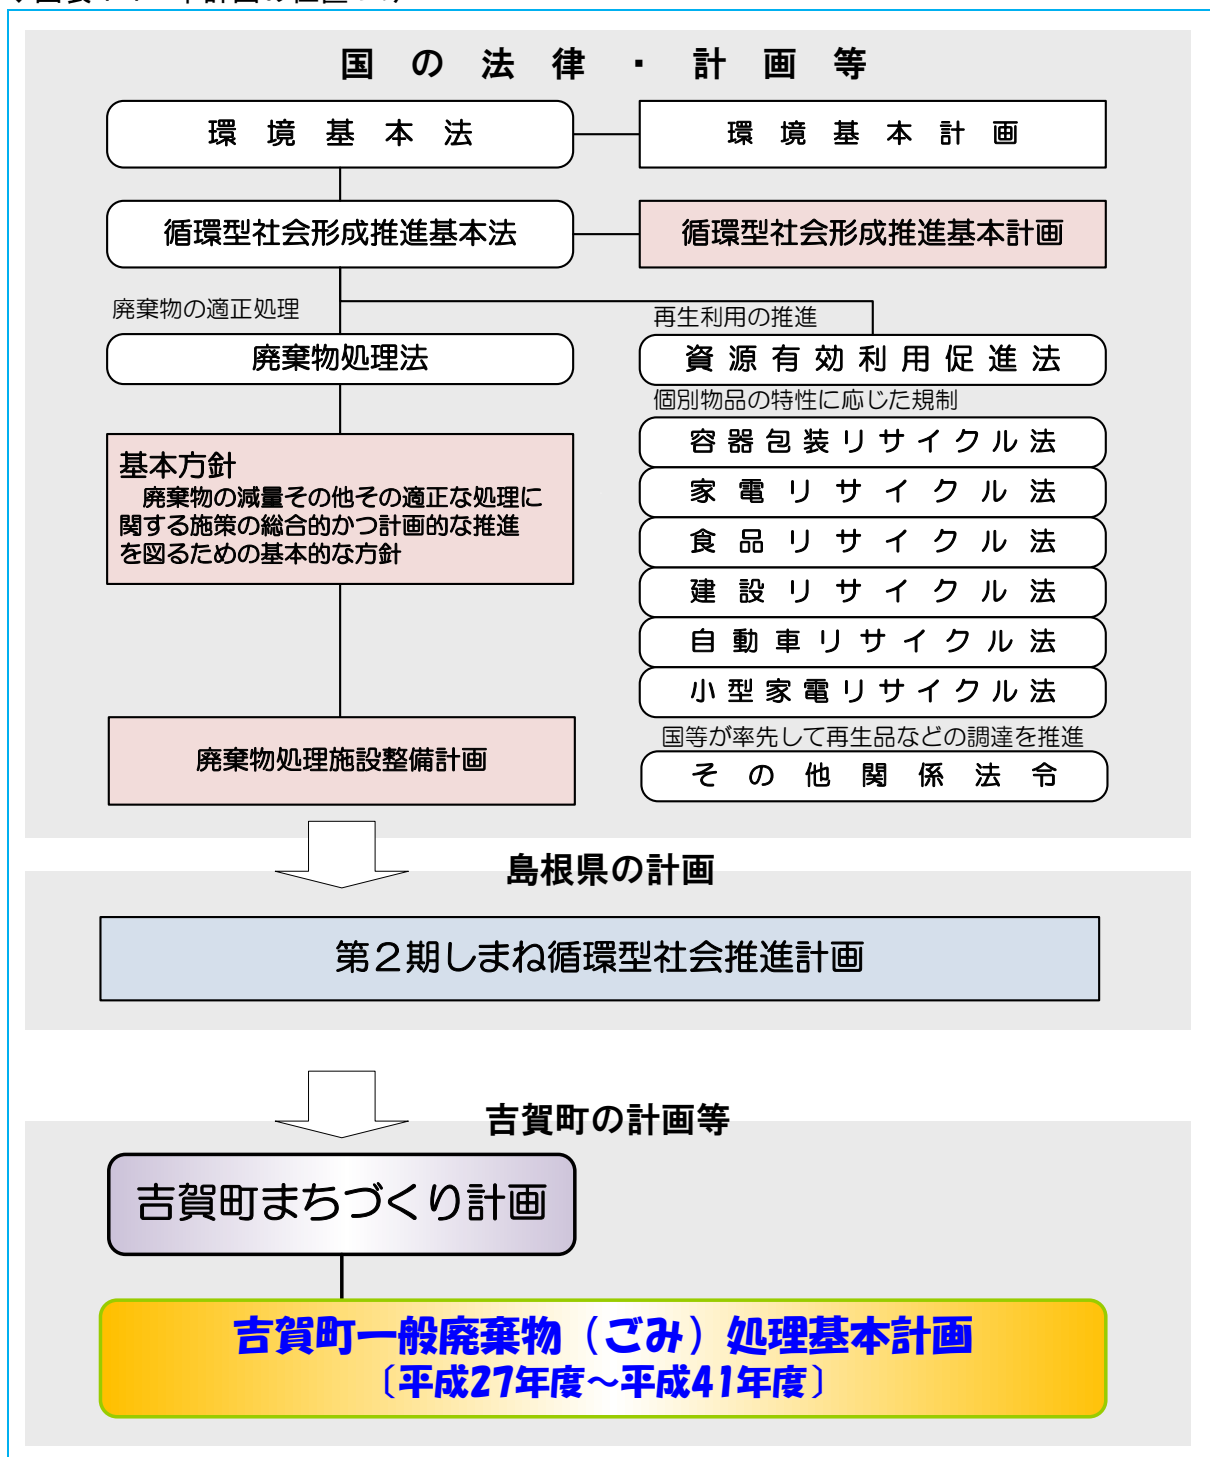 国の法律・計画等
環境基本法
環境基本計画
循環型社会形成推進基本法
循環型社会形成推進基本計画
廃棄物の適正処理
再生利用の推進
廃棄物処理法
資源有効利用促進法
個別物品の特性に応じた規制
容器包装リサイクル法
家電リサイクル法
食品リサイクル法
建設リサイクル法
自動車リサイクル法
小型家電リサイクル法
基本方針
廃棄物の減量その他その適正な処理に
関する施策の総合的かつ計画的な推進
を図るための基本的な方針
国等が率先して再生品などの調達を推進
廃棄物処理施設整備計画
その他関係法令
島根県の計画
第2期しまね循環型社会推進計画
吉賀町の計画等
吉賀町まちづくり計画
吉賀町一般廃棄物（ごみ）処理基本計画
〔平成27年度～平成41年度〕